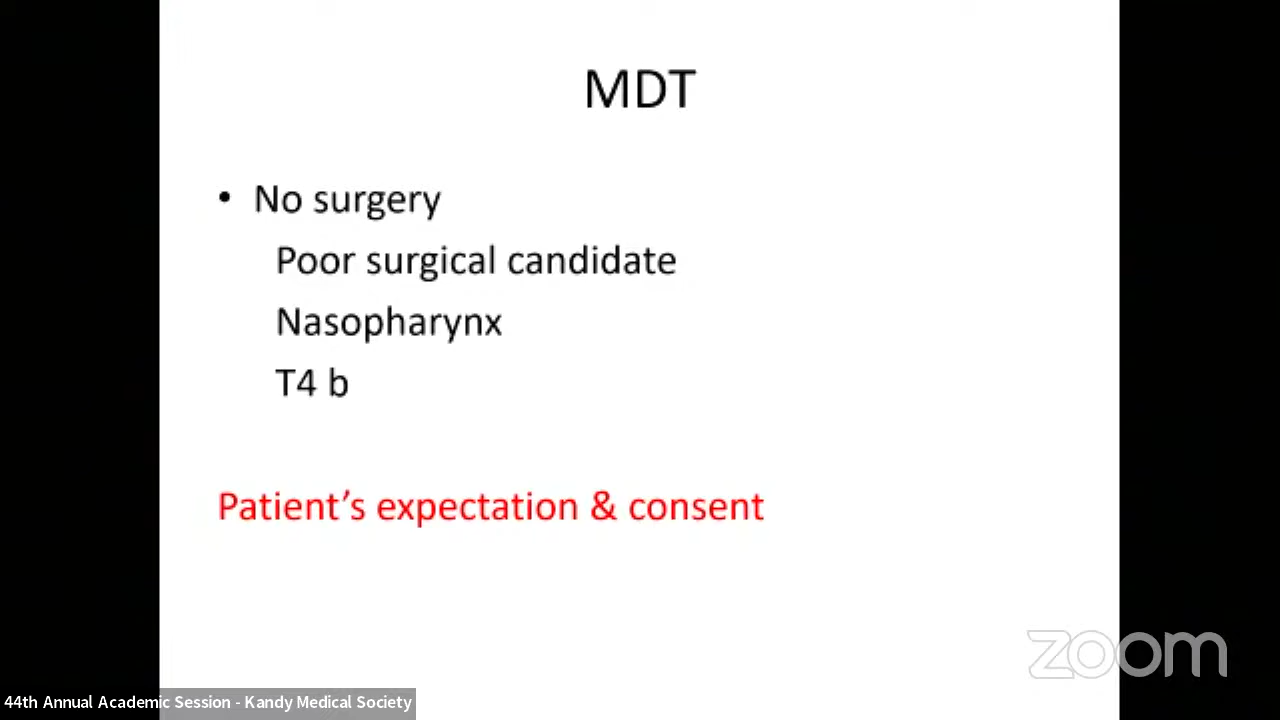 MDT
• No surgery
Poor surgical candidate
Nasopharynx
T4 b
Patient’s expectation & consent
zoom
44th Annual Academic Session - Kandy Medical Society